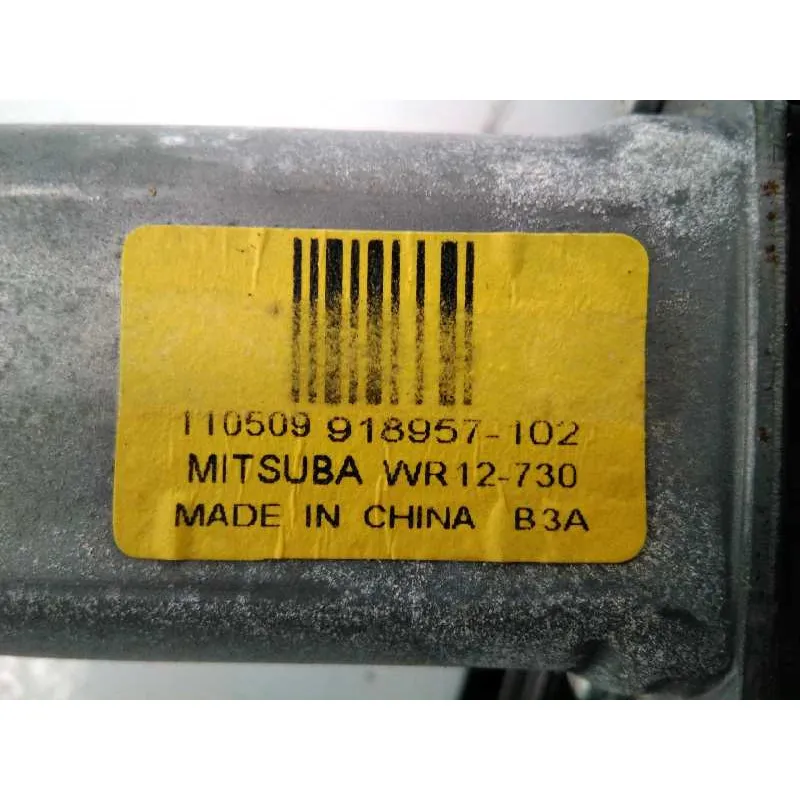 110509 918957-102
MITSUBA WR12-730
MADE IN CHINA B3A